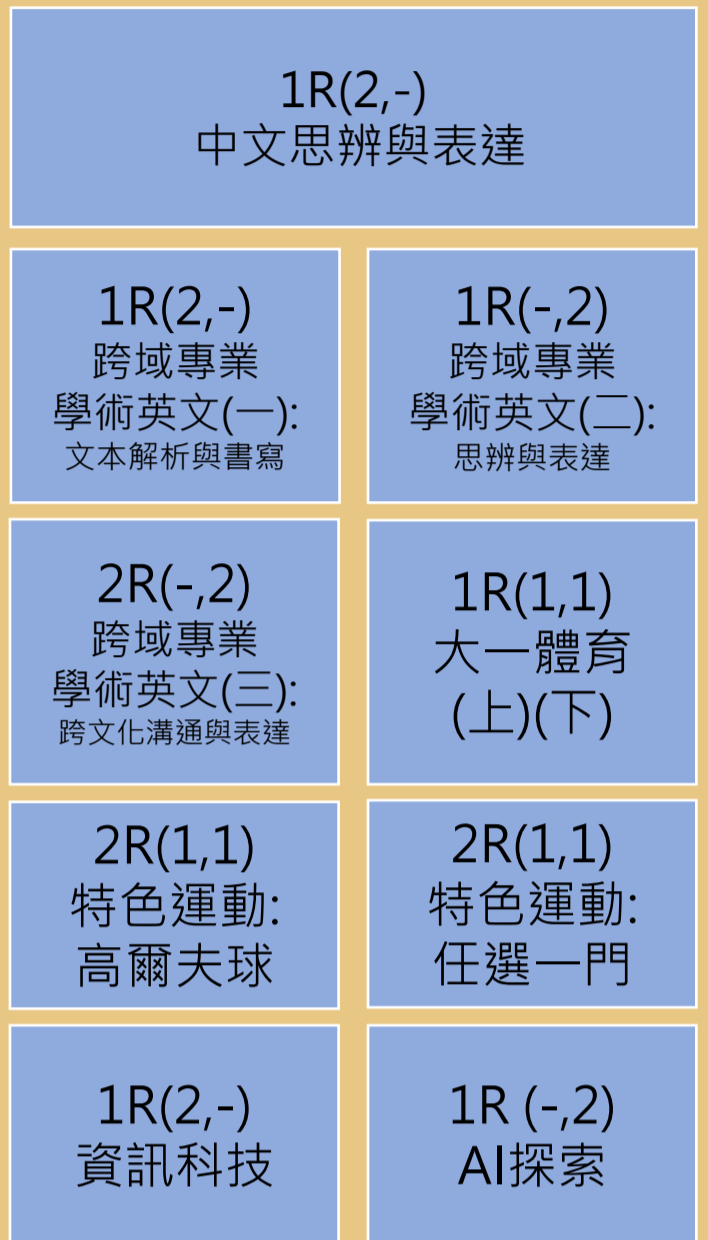 1R(2,-)
中文思辨與表達
1R(2,-)
跨域專業
學術英文(一):
文本解析與書寫
1R(-,2)
跨域專業
學術英文(二):
思辨與表達
2R(-,2)
跨域專業
學術英文(三):
跨文化溝通與表達
1R(1,1)
大一體育
(上)(下)
2R(1,1)
特色運動:
高爾夫球
2R(1,1)
特色運動:
任選一門
1R(2,-)
資訊科技
1R (-,2)
AI探索